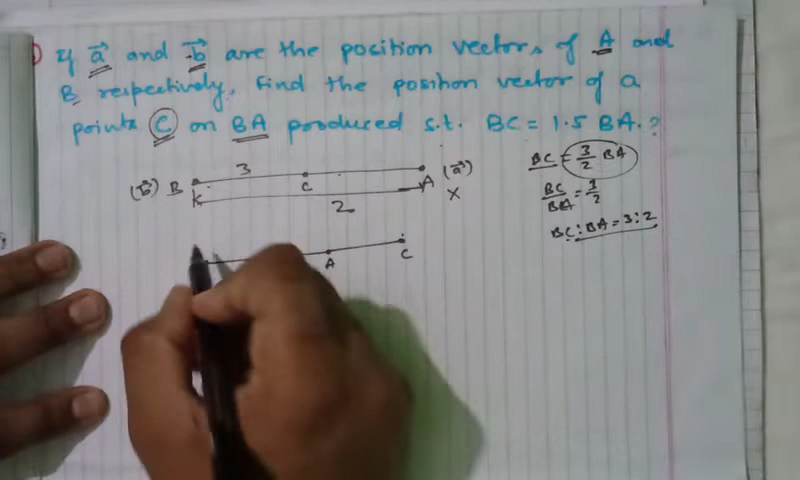 If a⃗ and b⃗ are the position vectors of A and
B respectively, Find the position vector of a
points C on BA produced s.t. BC = 1.5 BA.?
(b⃗) B 3 C A (a⃗)
K 2 X
A C
BC = 3/2 BA
BC/BA = 3/2
BC : BA = 3 : 2